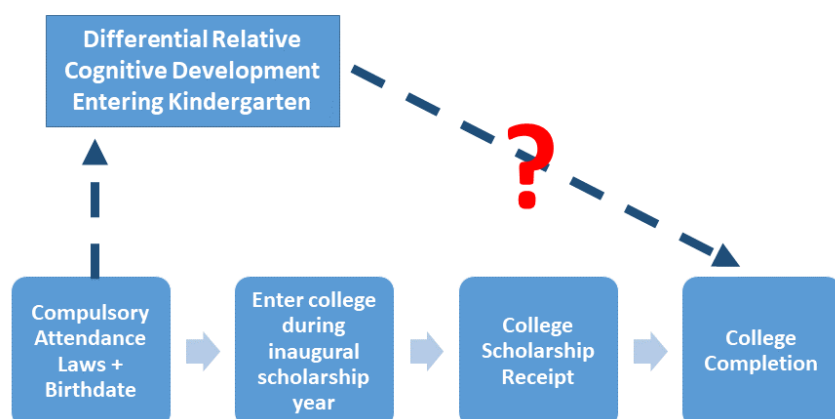 Differential Relative
Cognitive Development
Entering Kindergarten
?
Compulsory
Attendance
Laws +
Birthdate
Enter college
during
inaugural
scholarship
year
College
Scholarship
Receipt
College
Completion